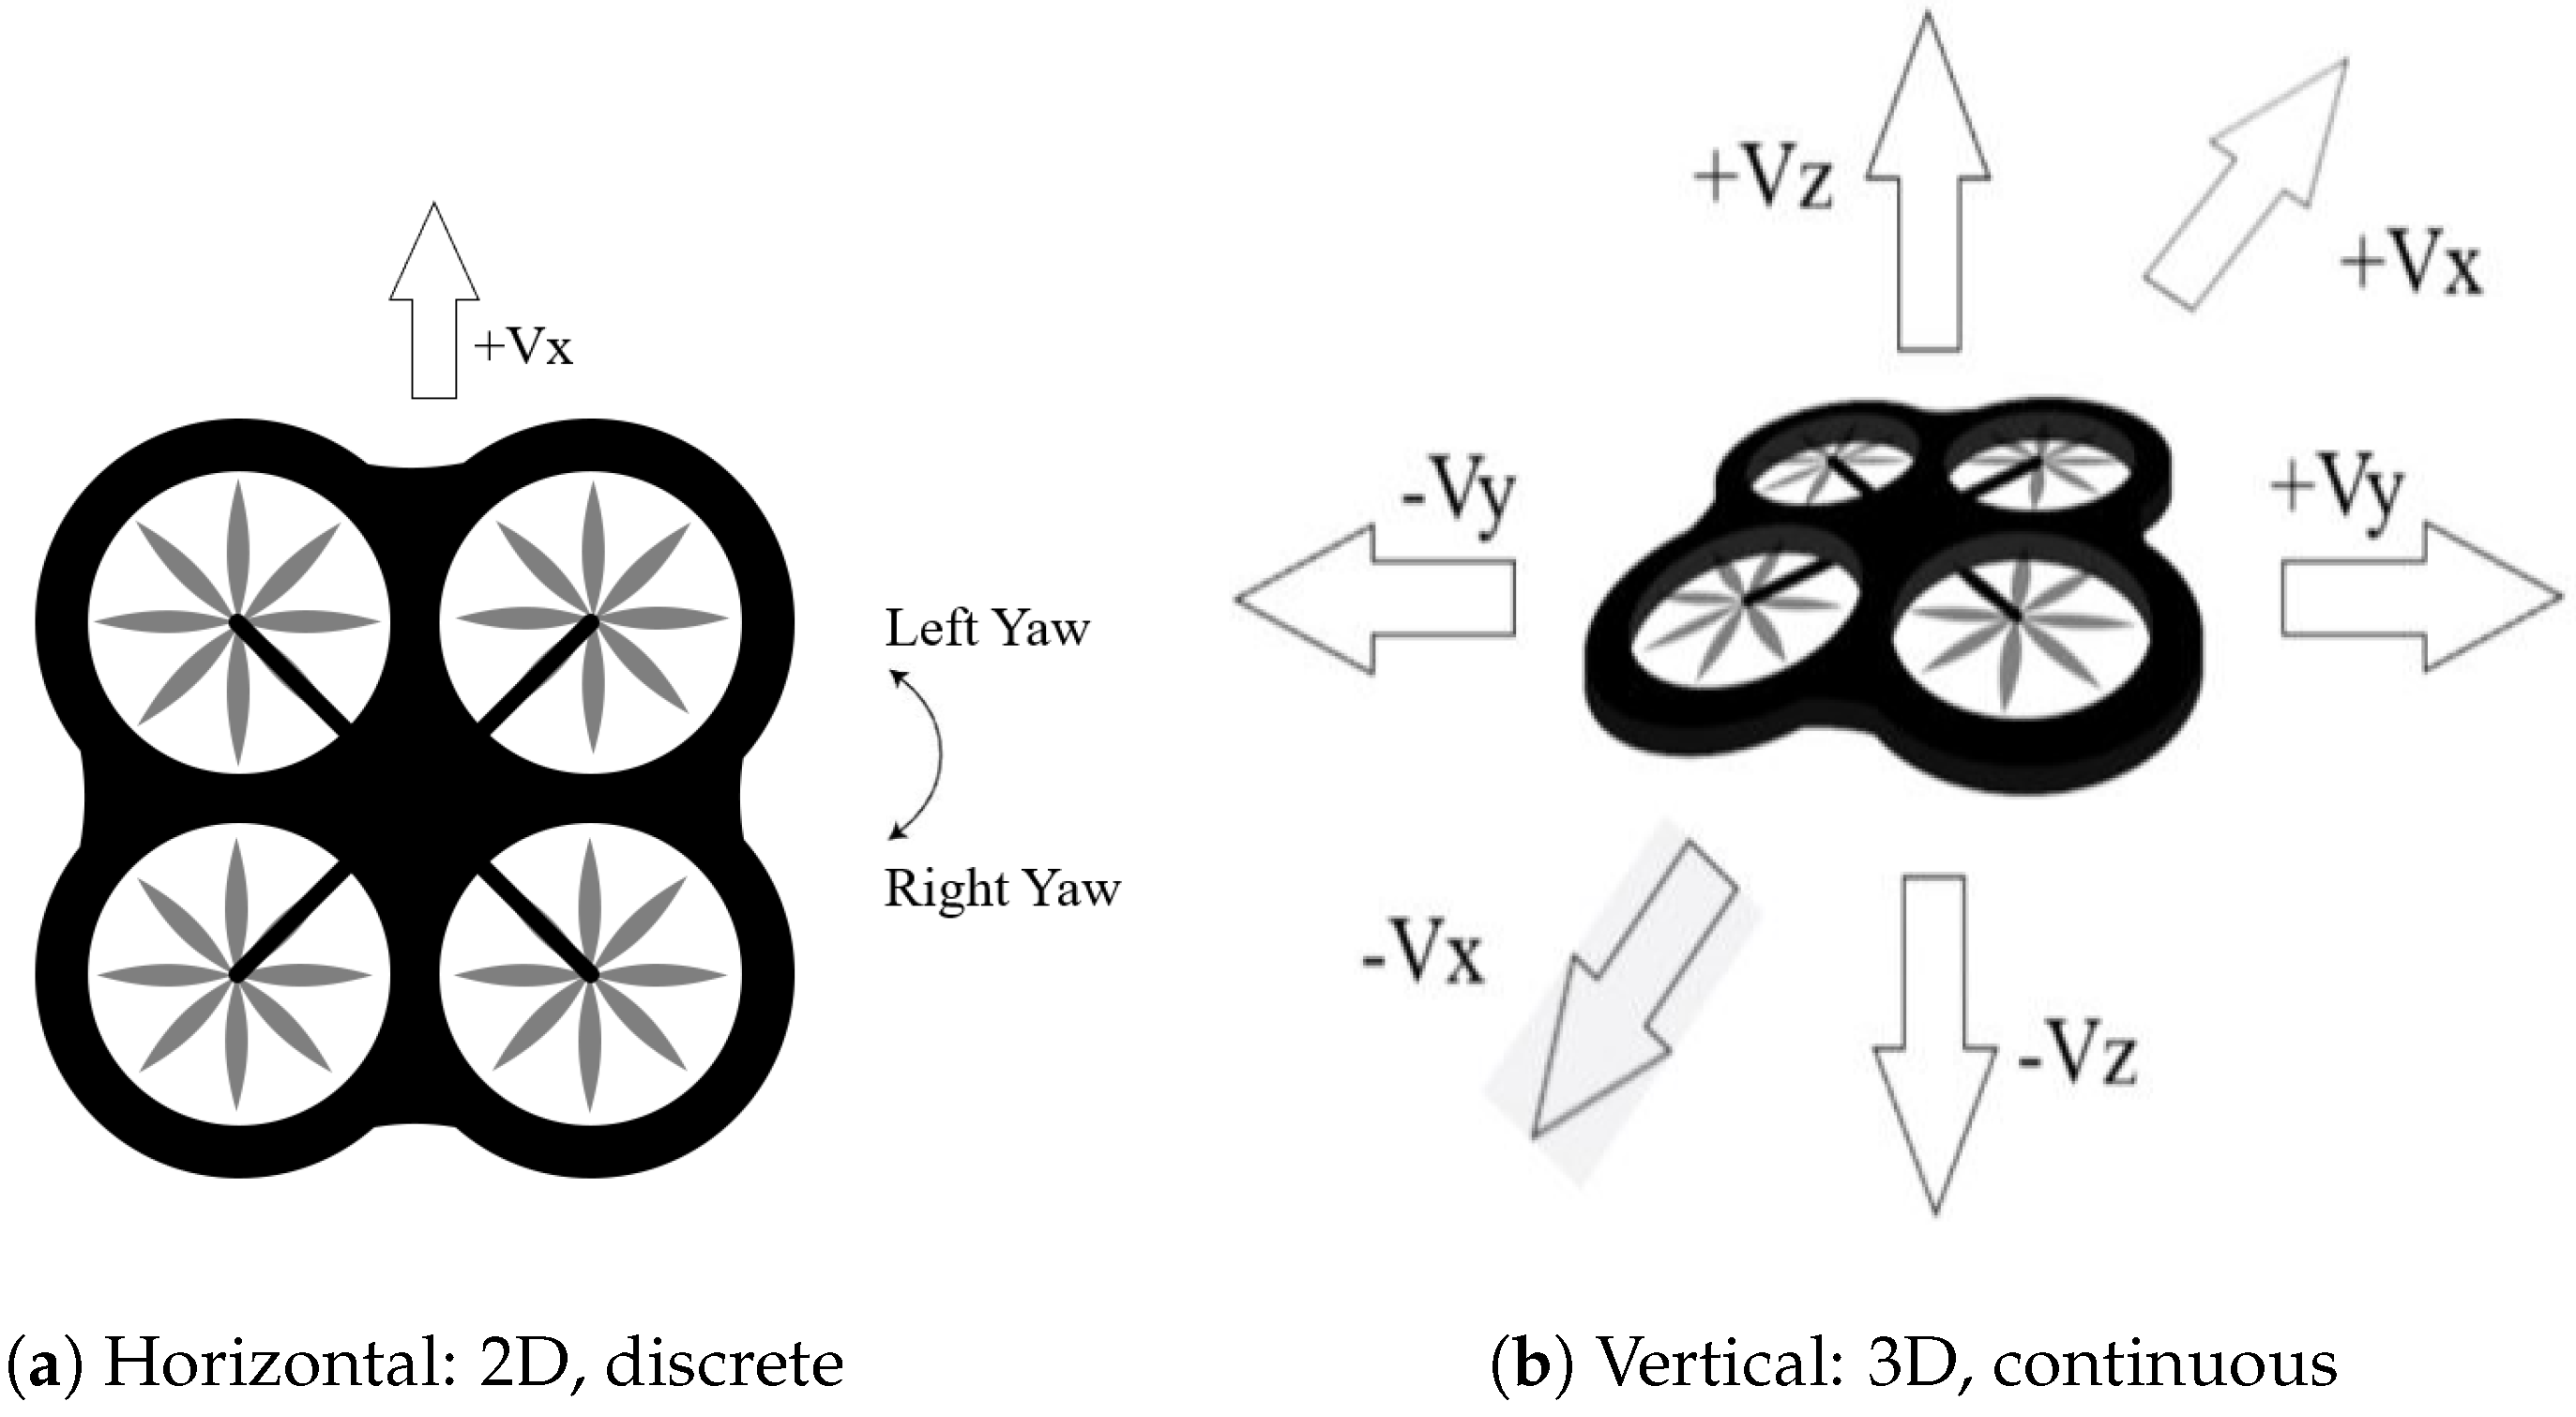 +Vx
Left Yaw
Right Yaw
+Vz
+Vx
-Vy
+Vy
-Vx
-Vz
(a) Horizontal: 2D, discrete
(b) Vertical: 3D, continuous